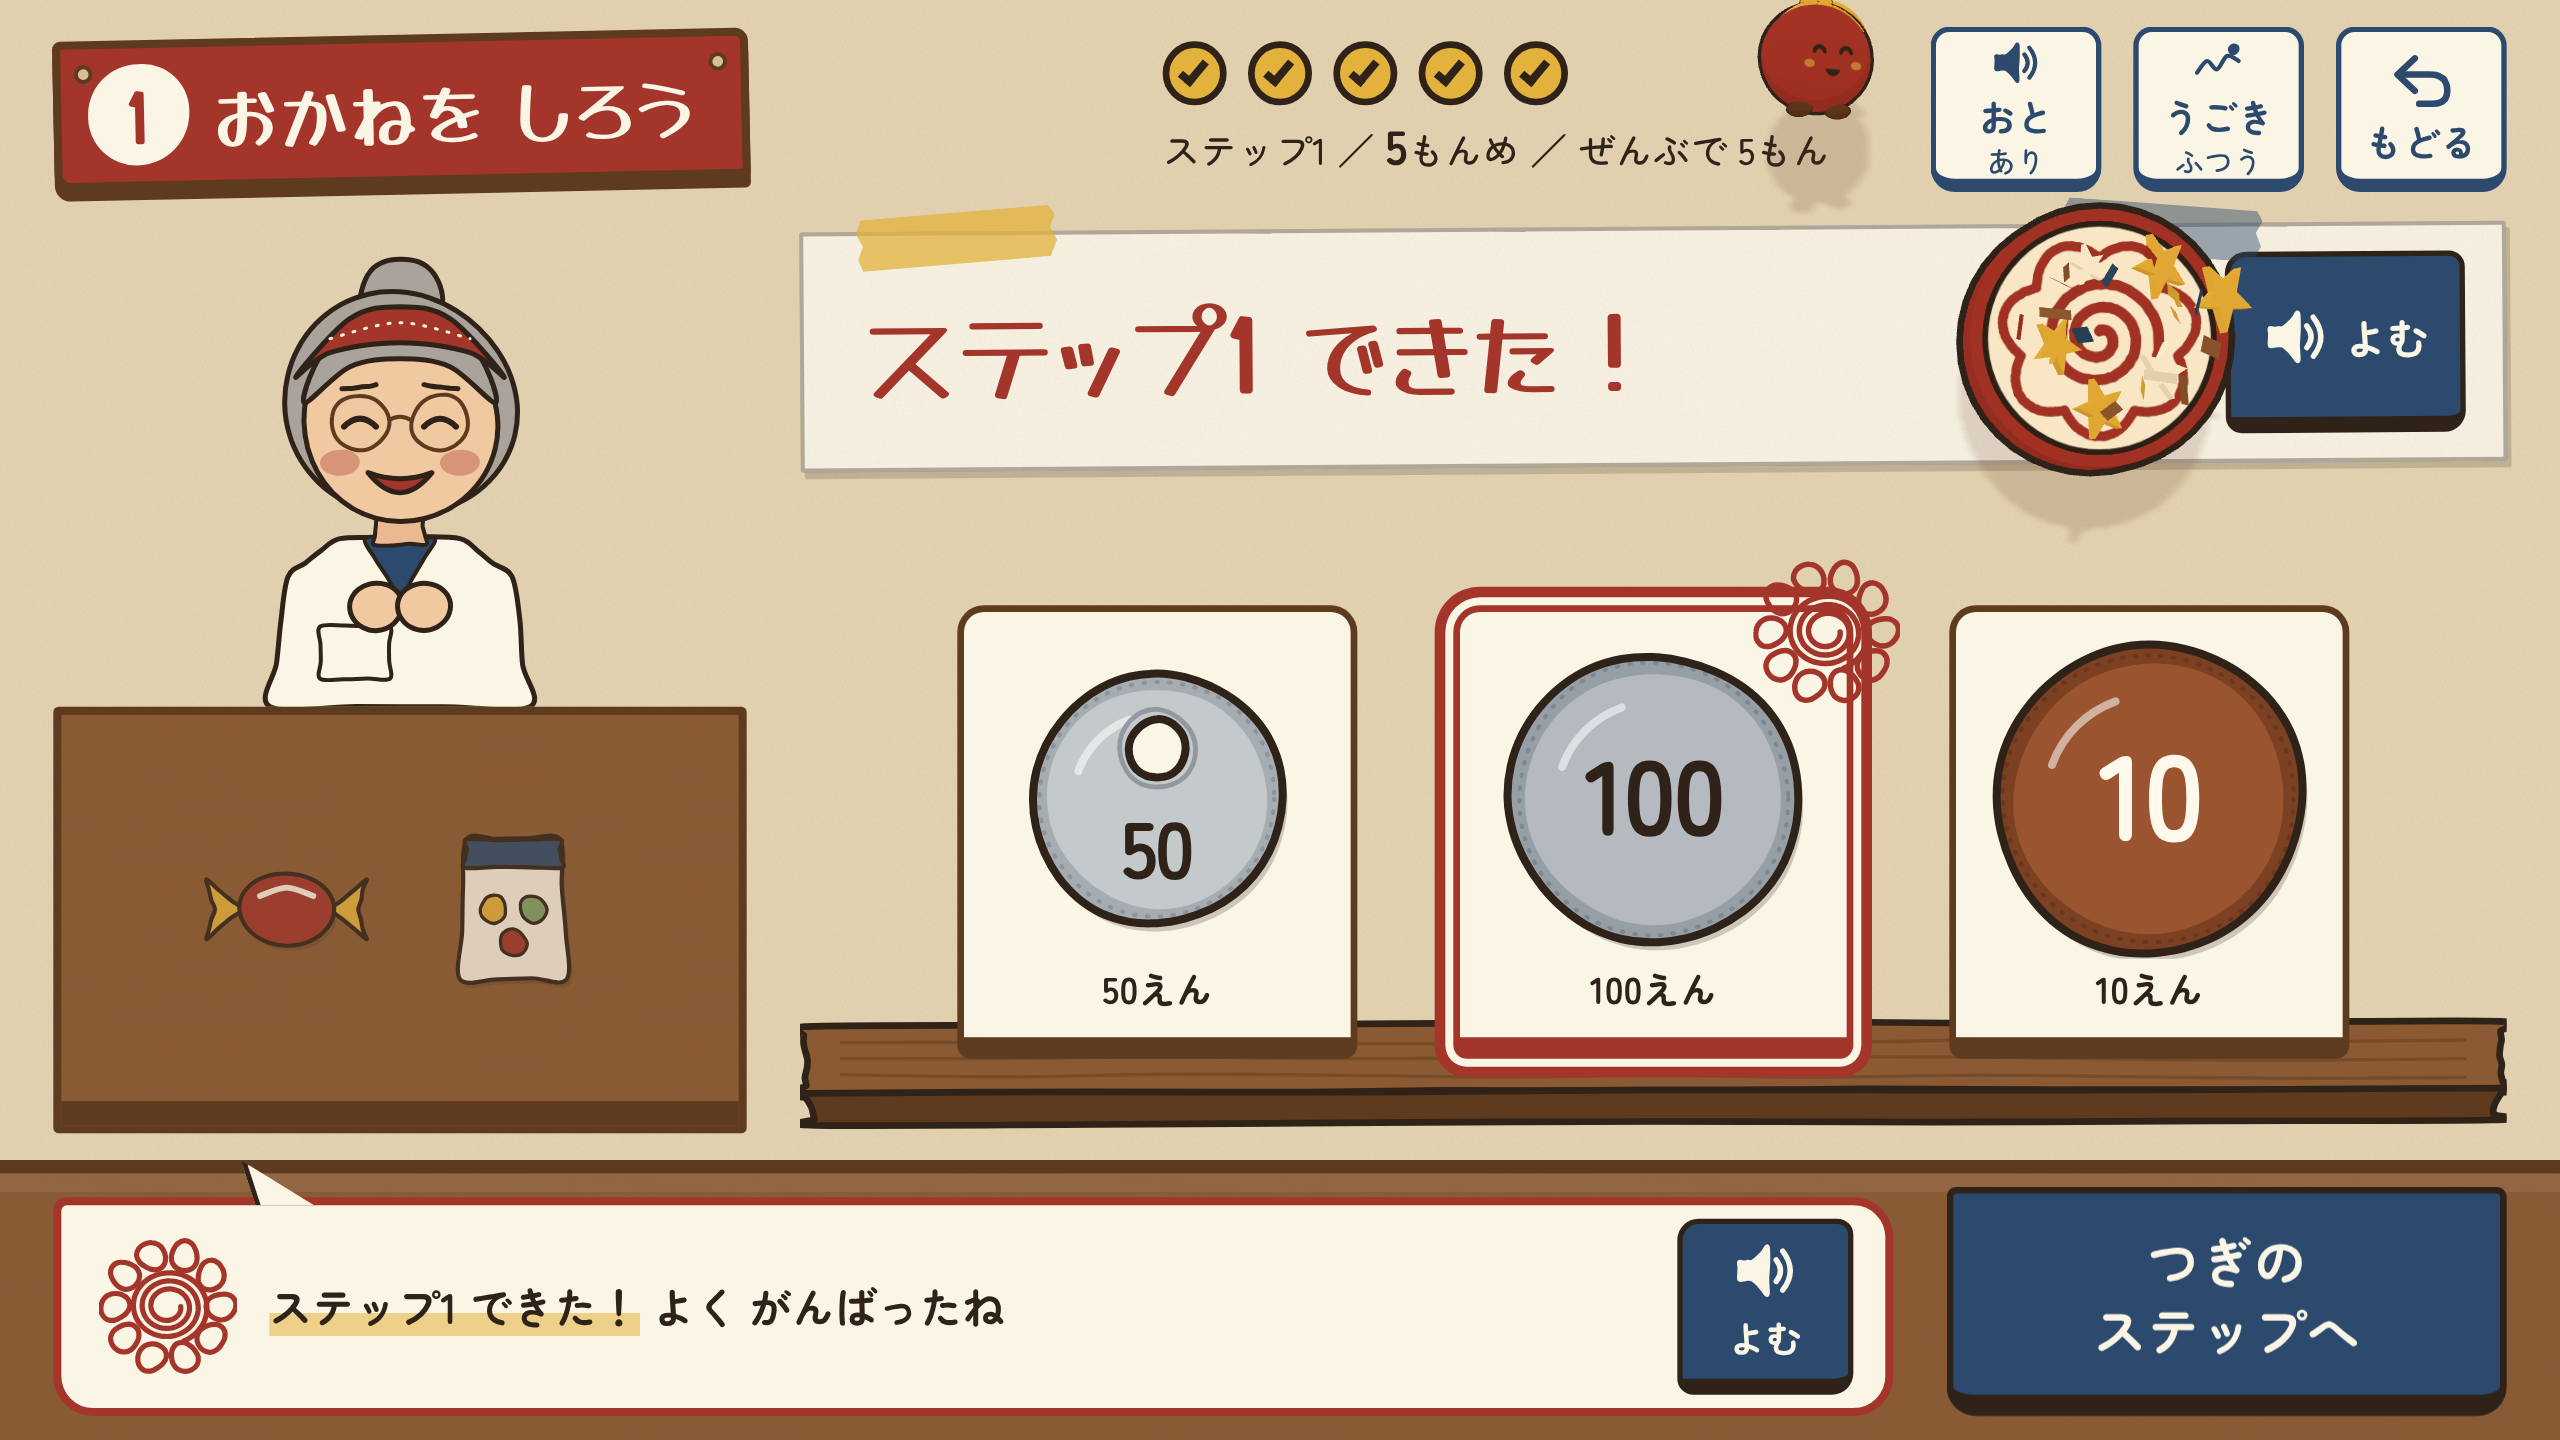 1 おかねを しろう
ステップ1 ／ 5もんめ ／ ぜんぶで 5もん
おと
あり
うごき
ふつう
もどる
ステップ1 できた！
よむ
50
50えん
100
100えん
10
10えん
ステップ1 できた！ よく がんばったね
よむ
つぎの
ステップへ